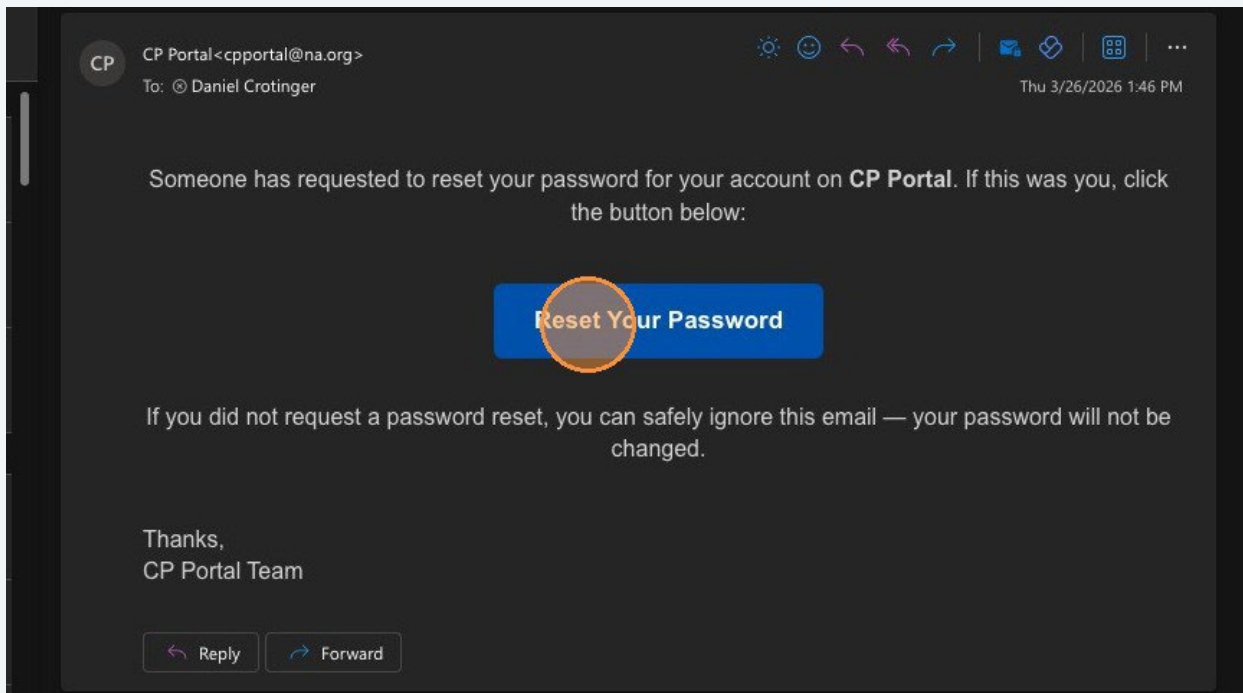 CP
CP Portal<cpportal@na.org>
To: Daniel Crotinger
Thu 3/26/2026 1:46 PM
Someone has requested to reset your password for your account on CP Portal. If this was you, click
the button below:
Reset Your Password
If you did not request a password reset, you can safely ignore this email — your password will not be
changed.
Thanks,
CP Portal Team
Reply
Forward